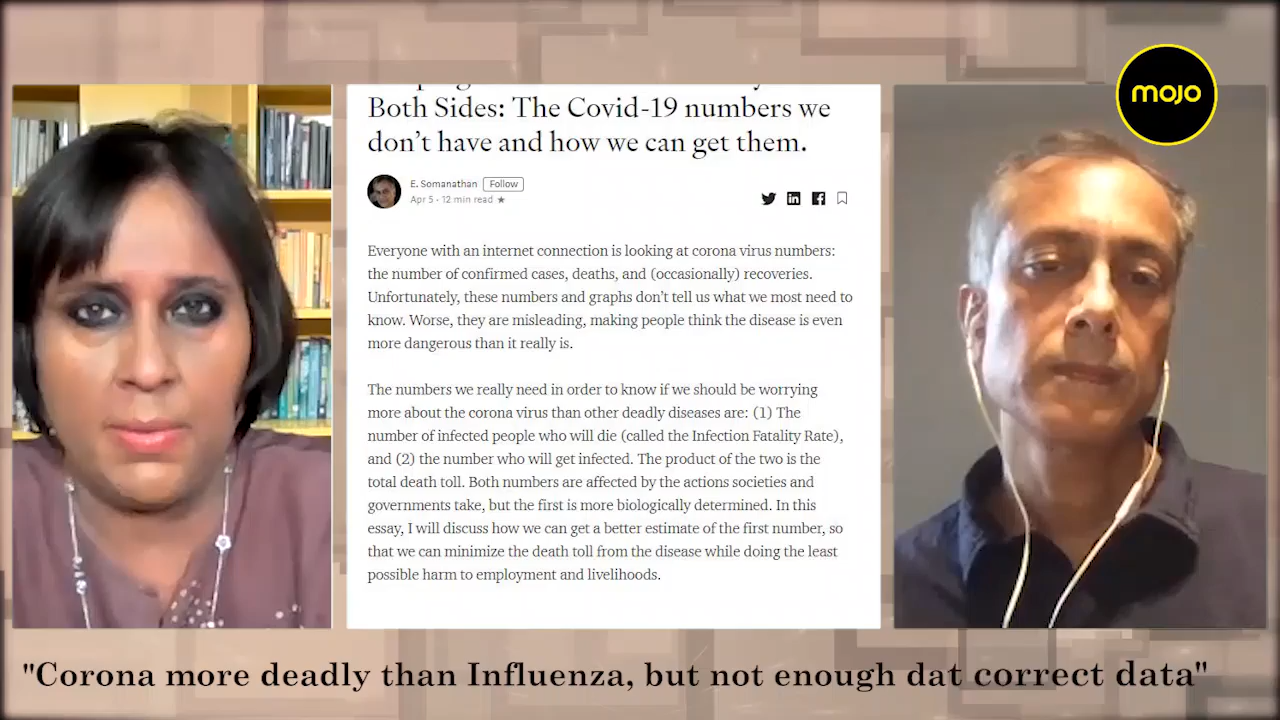 mojo
Both Sides: The Covid-19 numbers we
don't have and how we can get them.
E. Somanathan Follow
Apr 5 · 12 min read ★
Everyone with an internet connection is looking at corona virus numbers:
the number of confirmed cases, deaths, and (occasionally) recoveries.
Unfortunately, these numbers and graphs don't tell us what we most need to
know. Worse, they are misleading, making people think the disease is even
more dangerous than it really is.
The numbers we really need in order to know if we should be worrying
more about the corona virus than other deadly diseases are: (1) The
number of infected people who will die (called the Infection Fatality Rate),
and (2) the number who will get infected. The product of the two is the
total death toll. Both numbers are affected by the actions societies and
governments take, but the first is more biologically determined. In this
essay, I will discuss how we can get a better estimate of the first number, so
that we can minimize the death toll from the disease while doing the least
possible harm to employment and livelihoods.
"Corona more deadly than Influenza, but not enough dat correct data"